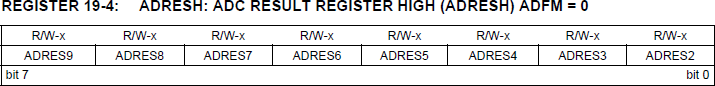 REGISTER 19-4: ADRESH: ADC RESULT REGISTER HIGH (ADRESH) ADFM = 0
R/W-x R/W-x R/W-x R/W-x R/W-x R/W-x R/W-x R/W-x
ADRES9 ADRES8 ADRES7 ADRES6 ADRES5 ADRES4 ADRES3 ADRES2
bit 7 bit 0